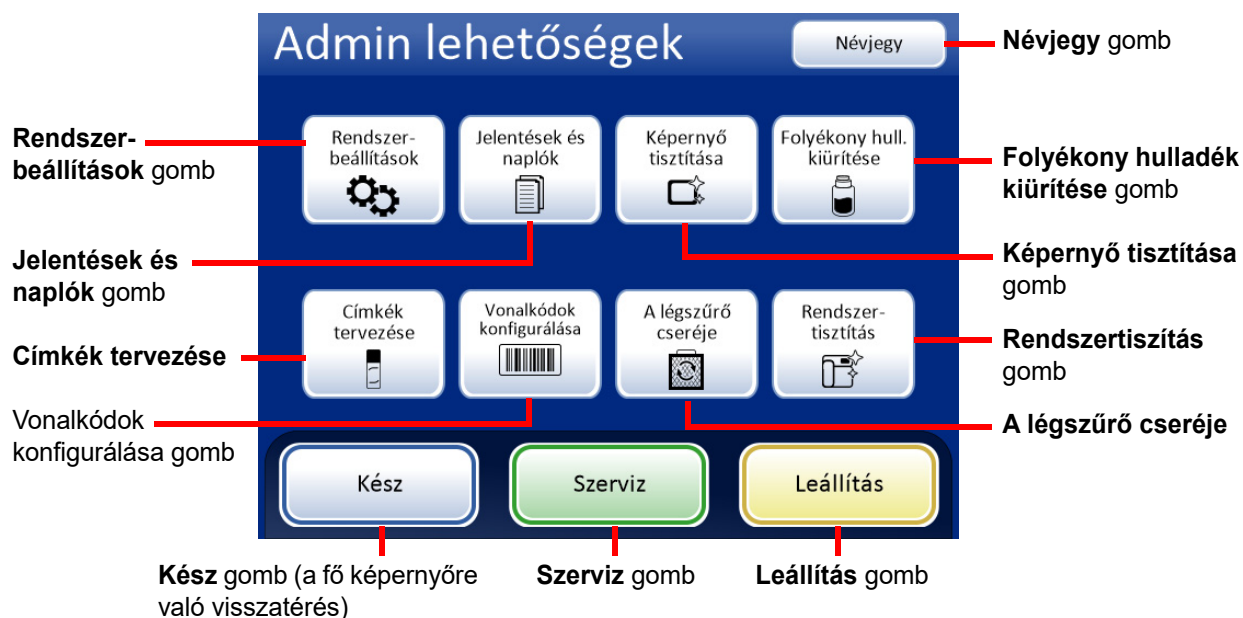 Admin lehetőségek
Névjegy
Névjegy gomb
Rendszer-
beállítások gomb
Rendszer-
beállítások
Jelentések és
naplók
Képernyő
tisztítása
Folyékony hull.
kiürítése
Folyékony hulladék
kiürítése gomb
Jelentések és
naplók gomb
Képernyő tisztítása
gomb
Címkék tervezése
Címkék
tervezése
Vonalkódok
konfigurálása
A légszűrő
cseréje
Rendszer-
tisztítás
Rendszertiszítás
gomb
Vonalkódok
konfigurálása gomb
A légszűrő cseréje
Kész
Szerviz
Leállítás
Kész gomb (a fő képernyőre
való visszatérés)
Szerviz gomb
Leállítás gomb